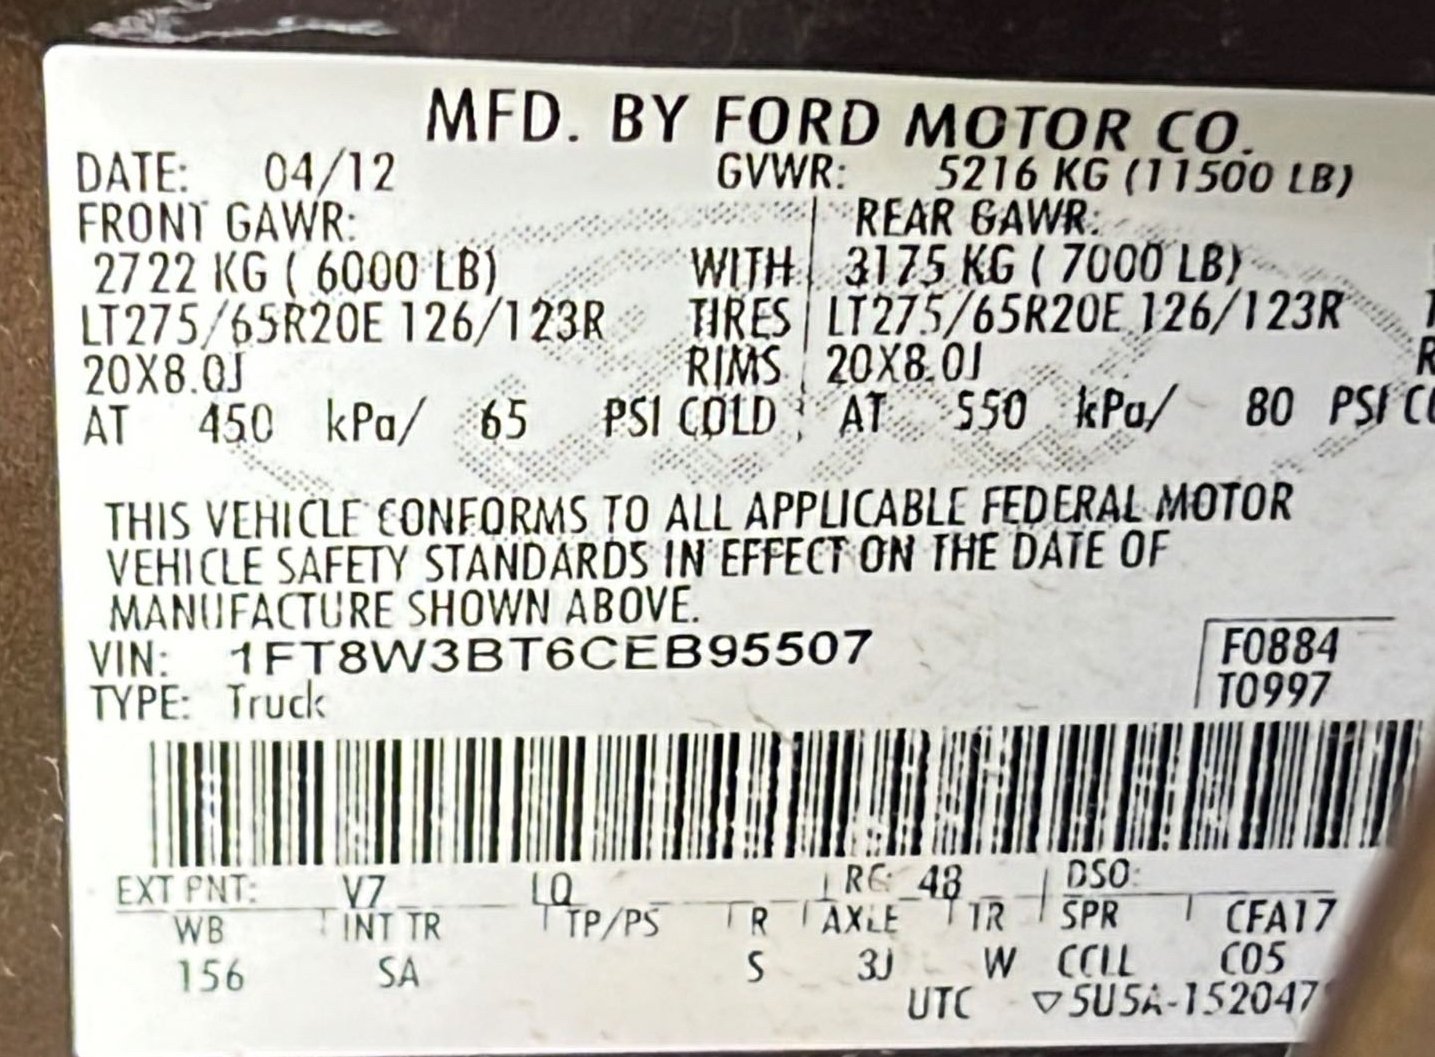 MFD. BY FORD MOTOR CO.
DATE: 04/12 GVWR: 5216 KG (11500 LB)
FRONT GAWR: REAR GAWR:
2722 KG ( 6000 LB) WITH 3175 KG ( 7000 LB)
LT275/65R20E 126/123R TIRES LT275/65R20E 126/123R
20X8.0J RIMS 20X8.0J
AT 450 kPa/ 65 PSI COLD AT 550 kPa/ 80 PSI
THIS VEHICLE CONFORMS TO ALL APPLICABLE FEDERAL MOTOR
VEHICLE SAFETY STANDARDS IN EFFECT ON THE DATE OF
MANUFACTURE SHOWN ABOVE.
VIN: 1FT8W3BT6CEB95507
TYPE: Truck
F0884
T0997
EXT PNT: V7 LQ RC: 48 DSO:
WB INT TR TP/PS R AXLE TR SPR CFA17
156 SA S 3J W CCLL C05
UTC ▽5U5A-152047